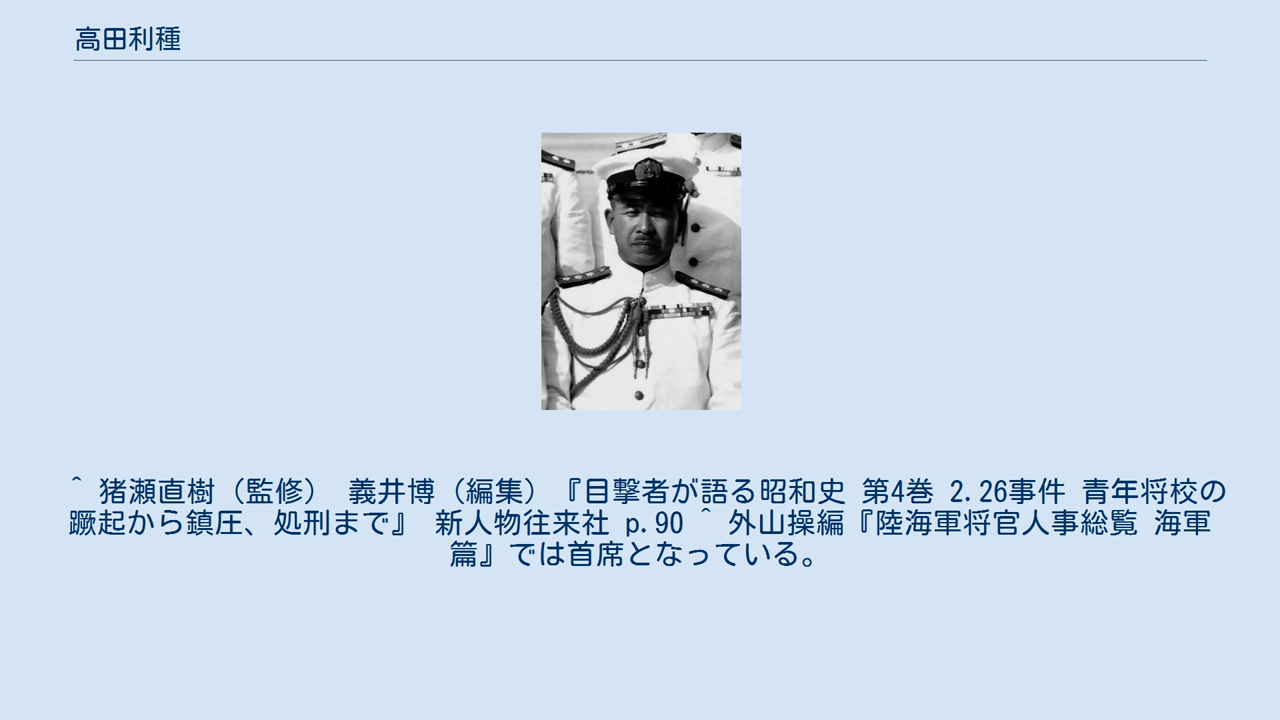 高田利種
^ 猪瀬直樹（監修） 義井博（編集）『目撃者が語る昭和史 第4巻 2.26事件 青年将校の
蹶起から鎮圧、処刑まで』 新人物往来社 p.90 ^ 外山操編『陸海軍将官人事総覧 海軍
篇』では首席となっている。